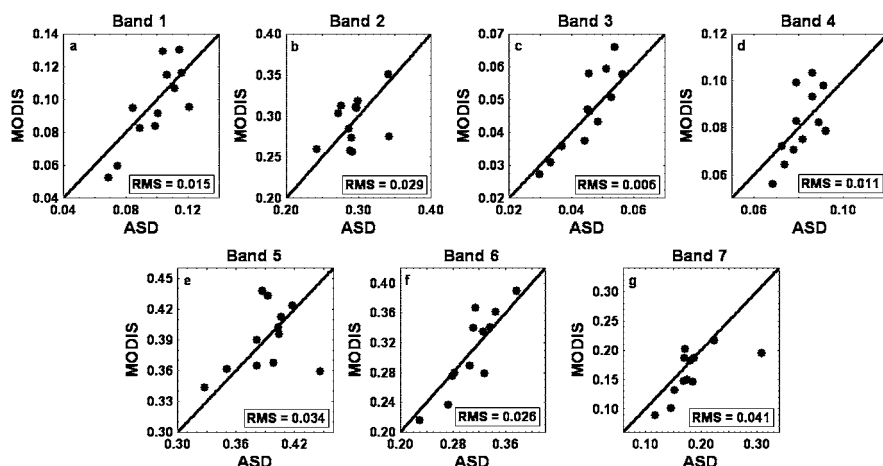 Band 1
Band 2
Band 3
Band 4
a
b
c
d
MODIS
MODIS
MODIS
MODIS
0.14
0.12
0.10
0.08
0.06
0.04
0.40
0.35
0.30
0.25
0.20
0.07
0.06
0.05
0.04
0.03
0.02
0.12
0.10
0.08
0.06
RMS = 0.015
RMS = 0.029
RMS = 0.006
RMS = 0.011
0.04 0.08 0.12
0.20 0.30 0.40
0.02 0.04 0.06
0.06 0.10
ASD
ASD
ASD
ASD
Band 5
Band 6
Band 7
e
f
g
MODIS
MODIS
MODIS
0.45
0.42
0.39
0.36
0.33
0.30
0.40
0.36
0.32
0.28
0.24
0.20
0.30
0.25
0.20
0.15
0.10
RMS = 0.034
RMS = 0.026
RMS = 0.041
0.30 0.36 0.42
0.20 0.28 0.36
0.10 0.20 0.30
ASD
ASD
ASD